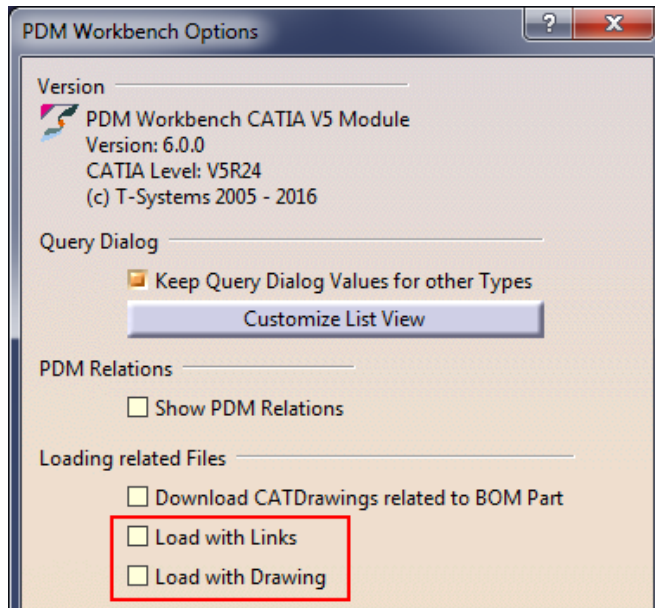 PDM Workbench Options
?
X
Version
PDM Workbench CATIA V5 Module
Version: 6.0.0
CATIA Level: V5R24
(c) T-Systems 2005 - 2016
Query Dialog
Keep Query Dialog Values for other Types
Customize List View
PDM Relations
Show PDM Relations
Loading related Files
Download CATDrawings related to BOM Part
Load with Links
Load with Drawing